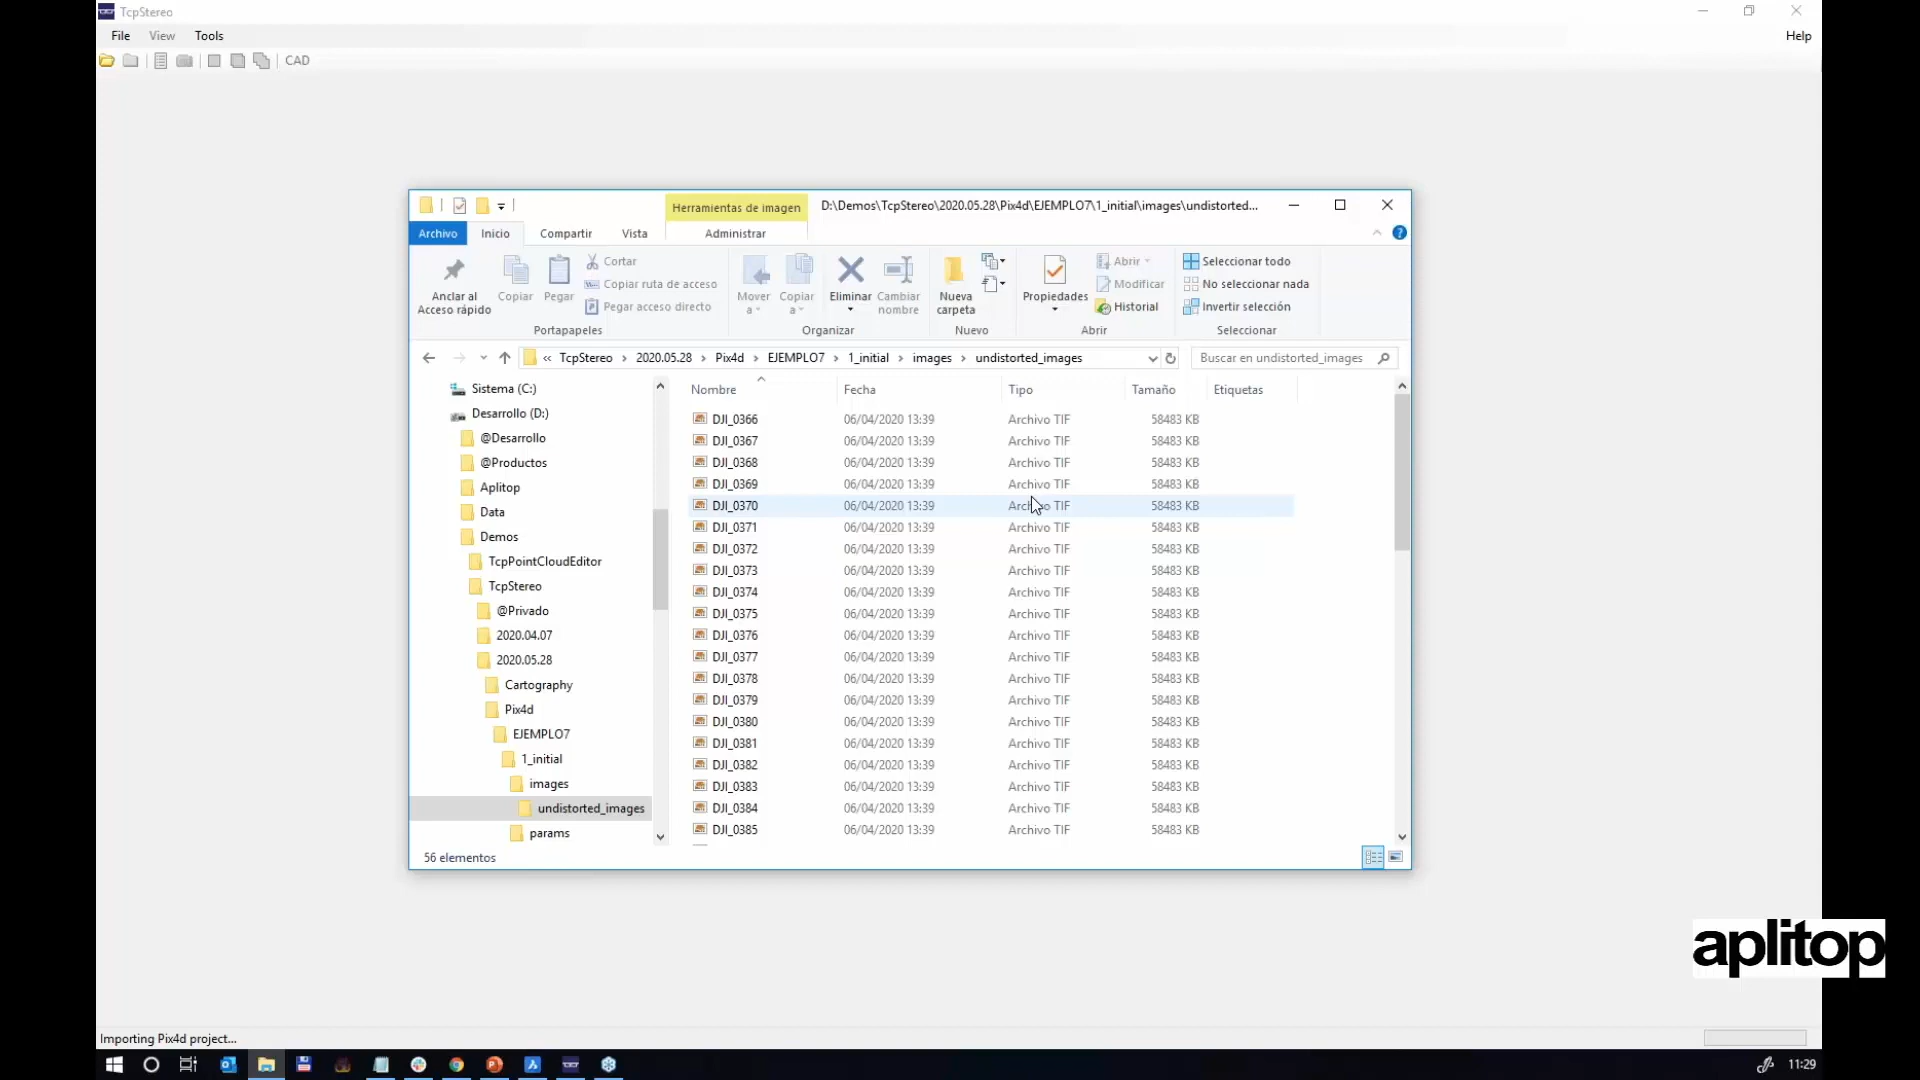 TcpStereo
File View Tools Help
CAD
Herramientas de imagen D:\Demos\TcpStereo\2020.05.28\Pix4d\EJEMPLO7\1_initial\images\undistorted...
Archivo Inicio Compartir Vista Administrar
Anclar al Acceso rápido
Copiar
Pegar
Cortar
Copiar ruta de acceso
Pegar acceso directo
Portapapeles
Mover a
Copiar a
Eliminar
Cambiar nombre
Organizar
Nueva carpeta
Nuevo
Propiedades
Abrir
Modificar
Historial
Abrir
Seleccionar todo
No seleccionar nada
Invertir selección
Seleccionar
« TcpStereo › 2020.05.28 › Pix4d › EJEMPLO7 › 1_initial › images › undistorted_images
Buscar en undistorted_images
Sistema (C:)
Desarrollo (D:)
@Desarrollo
@Productos
Aplitop
Data
Demos
TcpPointCloudEditor
TcpStereo
@Privado
2020.04.07
2020.05.28
Cartography
Pix4d
EJEMPLO7
1_initial
images
undistorted_images
params
Nombre Fecha Tipo Tamaño Etiquetas
DJI_0366 06/04/2020 13:39 Archivo TIF 58483 KB
DJI_0367 06/04/2020 13:39 Archivo TIF 58483 KB
DJI_0368 06/04/2020 13:39 Archivo TIF 58483 KB
DJI_0369 06/04/2020 13:39 Archivo TIF 58483 KB
DJI_0370 06/04/2020 13:39 Archivo TIF 58483 KB
DJI_0371 06/04/2020 13:39 Archivo TIF 58483 KB
DJI_0372 06/04/2020 13:39 Archivo TIF 58483 KB
DJI_0373 06/04/2020 13:39 Archivo TIF 58483 KB
DJI_0374 06/04/2020 13:39 Archivo TIF 58483 KB
DJI_0375 06/04/2020 13:39 Archivo TIF 58483 KB
DJI_0376 06/04/2020 13:39 Archivo TIF 58483 KB
DJI_0377 06/04/2020 13:39 Archivo TIF 58483 KB
DJI_0378 06/04/2020 13:39 Archivo TIF 58483 KB
DJI_0379 06/04/2020 13:39 Archivo TIF 58483 KB
DJI_0380 06/04/2020 13:39 Archivo TIF 58483 KB
DJI_0381 06/04/2020 13:39 Archivo TIF 58483 KB
DJI_0382 06/04/2020 13:39 Archivo TIF 58483 KB
DJI_0383 06/04/2020 13:39 Archivo TIF 58483 KB
DJI_0384 06/04/2020 13:39 Archivo TIF 58483 KB
DJI_0385 06/04/2020 13:39 Archivo TIF 58483 KB
56 elementos
aplitop
Importing Pix4d project...
11:29